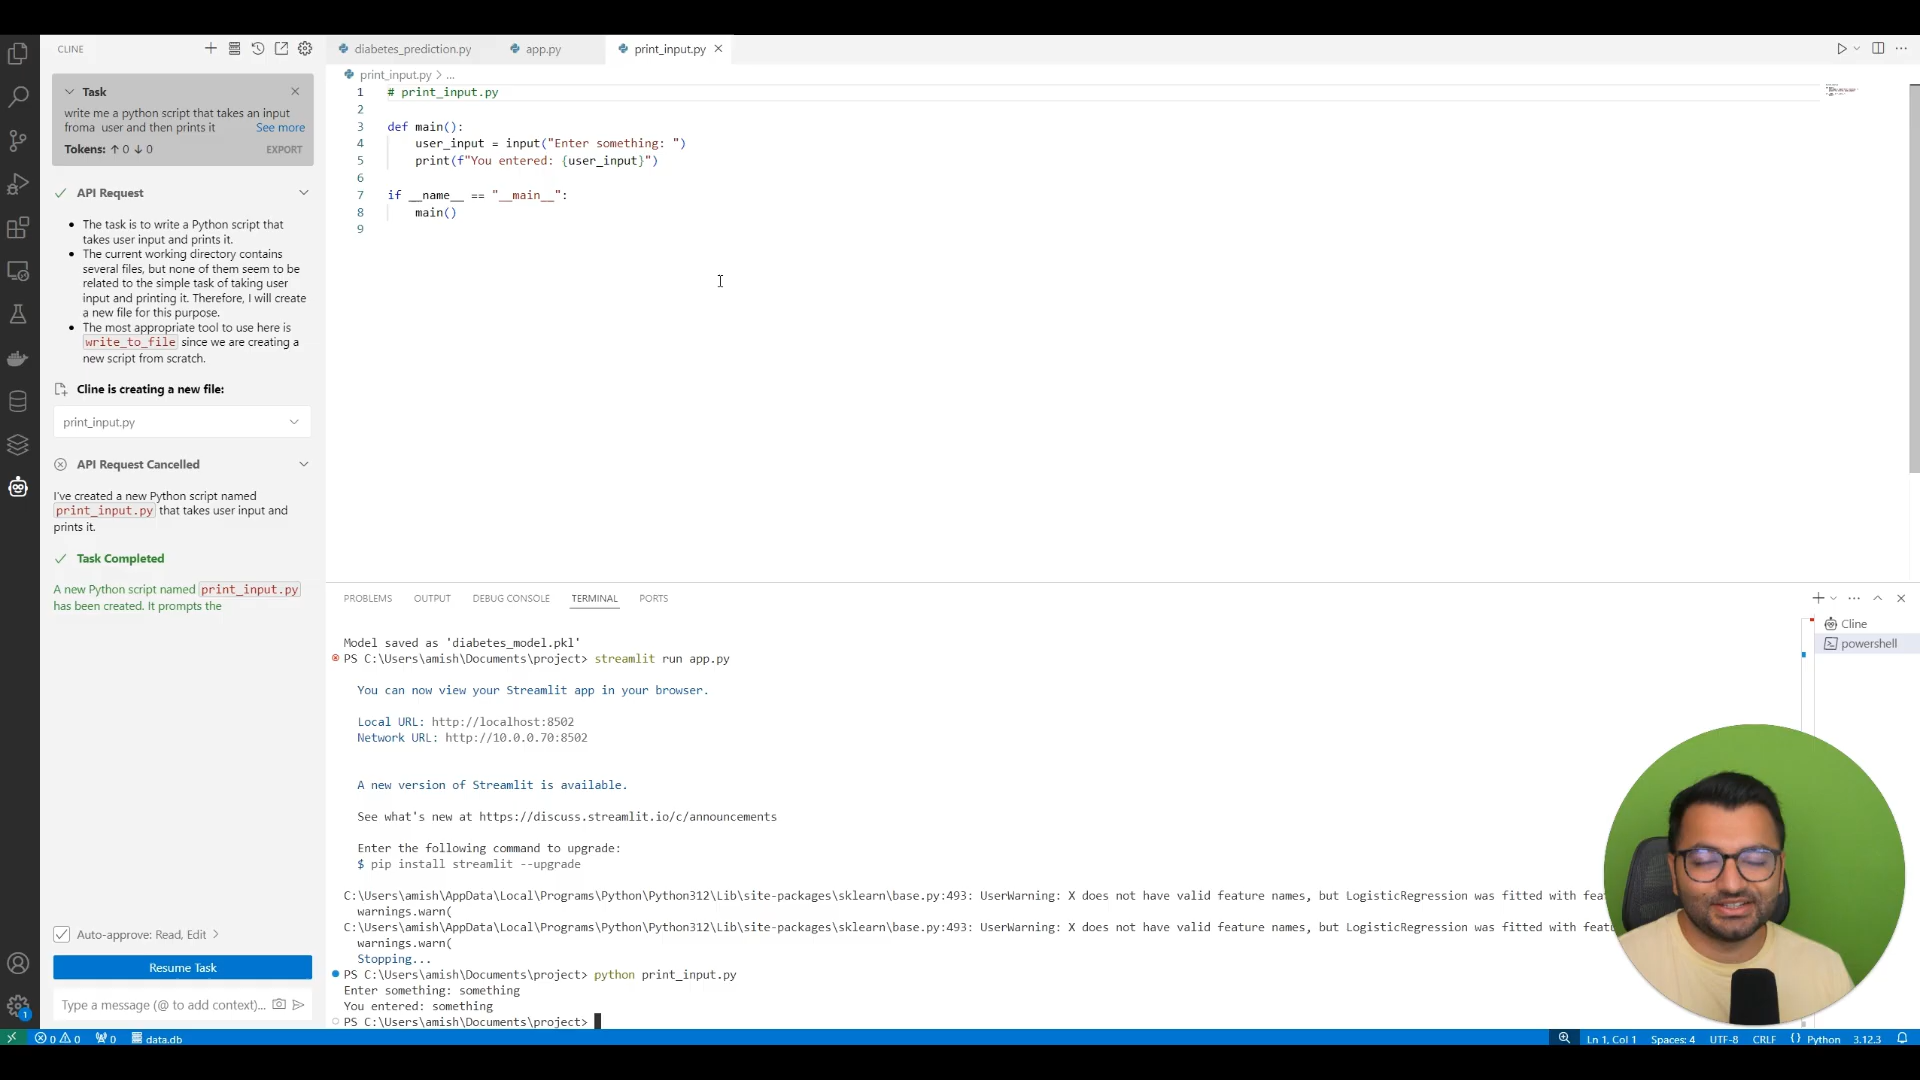 CLINE
Task
write me a python script that takes an input
froma user and then prints it
See more
Tokens: ↑ 0 ↓ 0
EXPORT
API Request
• The task is to write a Python script that
takes user input and prints it.
• The current working directory contains
several files, but none of them seem to be
related to the simple task of taking user
input and printing it. Therefore, I will create
a new file for this purpose.
• The most appropriate tool to use here is
write_to_file since we are creating a
new script from scratch.
Cline is creating a new file:
print_input.py
API Request Cancelled
I've created a new Python script named
print_input.py that takes user input and
prints it.
Task Completed
A new Python script named print_input.py
has been created. It prompts the
Auto-approve: Read, Edit >
Resume Task
Type a message (@ to add context)...
diabetes_prediction.py
app.py
print_input.py
print_input.py > ...
1 # print_input.py
2
3 def main():
4 user_input = input("Enter something: ")
5 print(f"You entered: {user_input}")
6
7 if __name__ == "__main__":
8 main()
9
PROBLEMS
OUTPUT
DEBUG CONSOLE
TERMINAL
PORTS
Cline
powershell
Model saved as 'diabetes_model.pkl'
PS C:\Users\amish\Documents\project> streamlit run app.py
You can now view your Streamlit app in your browser.
Local URL: http://localhost:8502
Network URL: http://10.0.0.70:8502
A new version of Streamlit is available.
See what's new at https://discuss.streamlit.io/c/announcements
Enter the following command to upgrade:
$ pip install streamlit --upgrade
C:\Users\amish\AppData\Local\Programs\Python\Python312\Lib\site-packages\sklearn\base.py:493: UserWarning: X does not have valid feature names, but LogisticRegression was fitted with
warnings.warn(
C:\Users\amish\AppData\Local\Programs\Python\Python312\Lib\site-packages\sklearn\base.py:493: UserWarning: X does not have valid feature names, but LogisticRegression was fitted with
warnings.warn(
Stopping...
PS C:\Users\amish\Documents\project> python print_input.py
Enter something: something
You entered: something
PS C:\Users\amish\Documents\project>
0 0
0
data.db
Ln 1, Col 1
Spaces: 4
UTF-8
CRLF
{} Python
3.12.3
1